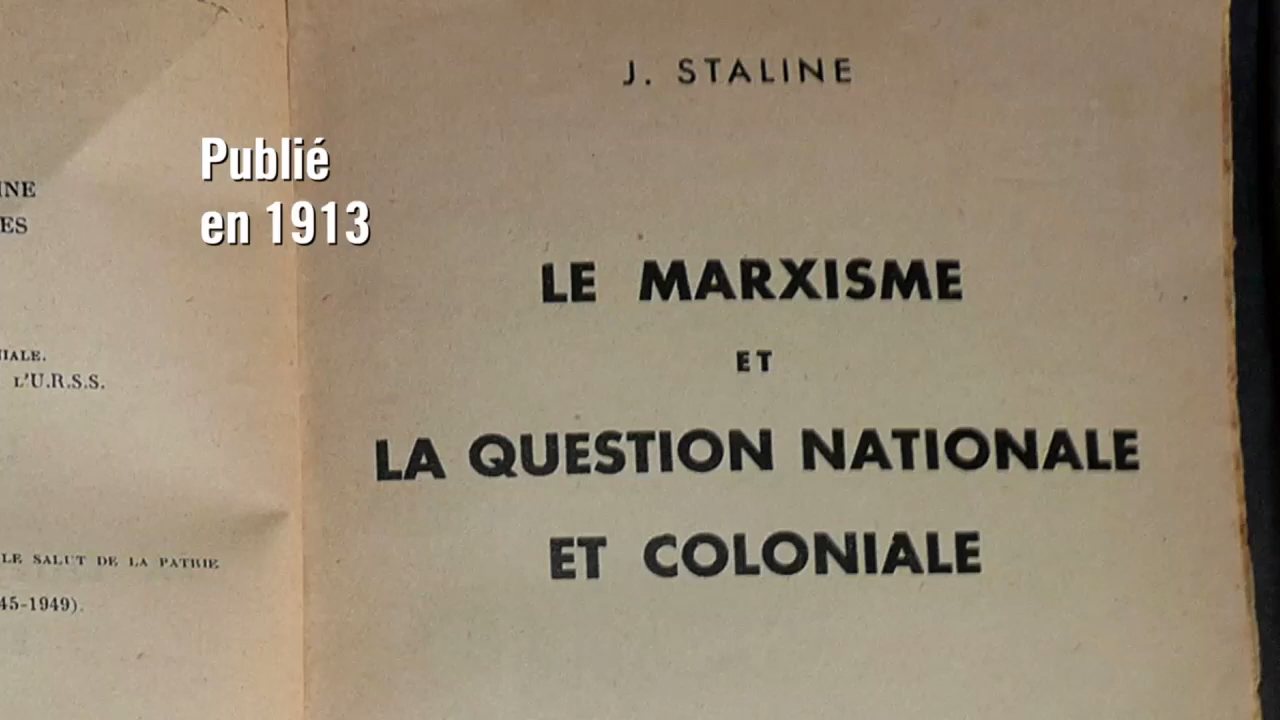 Publié
en 1913
INE
ES
IALE.
L'U.R.S.S.
LE SALUT DE LA PATRIE
45-1949).
J. STALINE
LE MARXISME
ET
LA QUESTION NATIONALE
ET COLONIALE